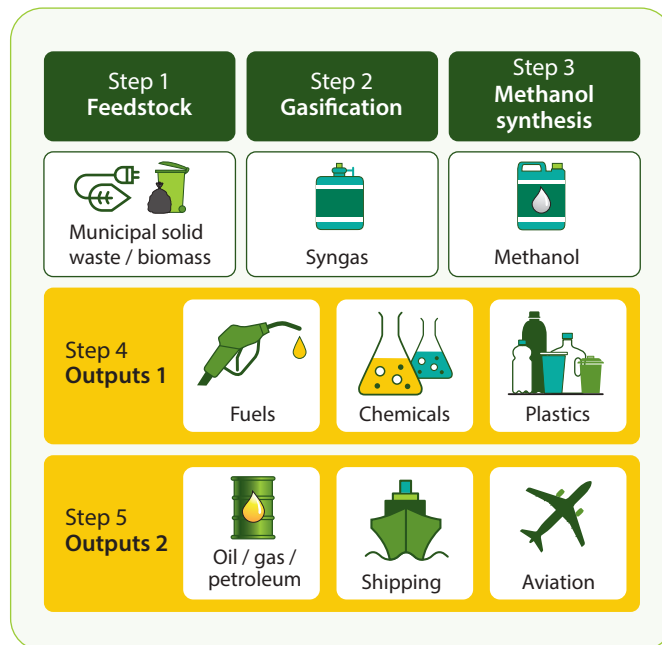 Step 1
Feedstock
Step 2
Gasification
Step 3
Methanol
synthesis
Municipal solid
waste / biomass
Syngas
Methanol
Step 4
Outputs 1
Fuels
Chemicals
Plastics
Step 5
Outputs 2
Oil / gas /
petroleum
Shipping
Aviation